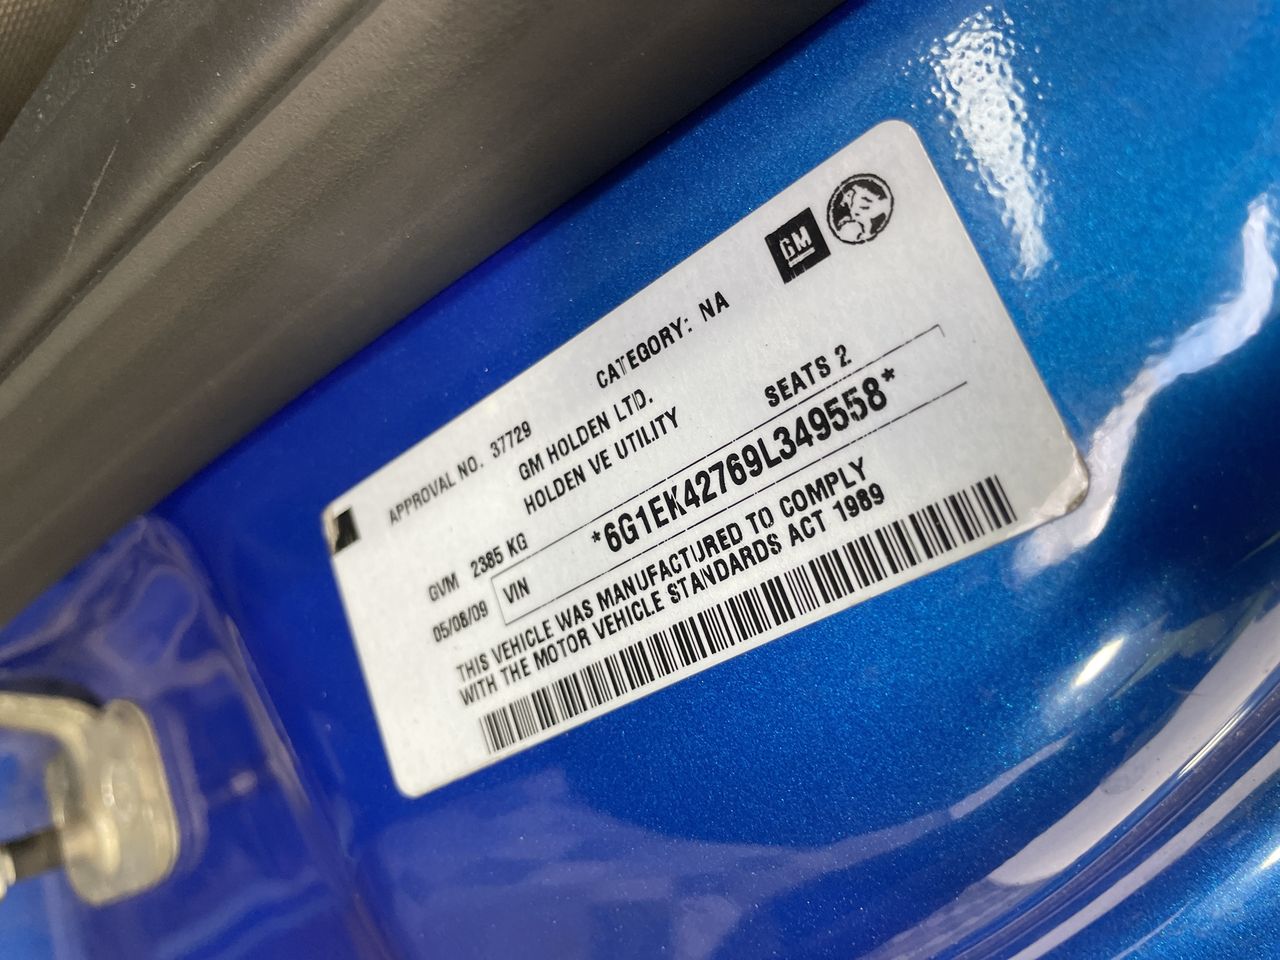 GM
APPROVAL NO. 37729 CATEGORY: NA
GM HOLDEN LTD.
HOLDEN VE UTILITY
GVM 2385 KG SEATS 2
05/08/09 VIN *6G1EK42769L349558*
THIS VEHICLE WAS MANUFACTURED TO COMPLY
WITH THE MOTOR VEHICLE STANDARDS ACT 1989